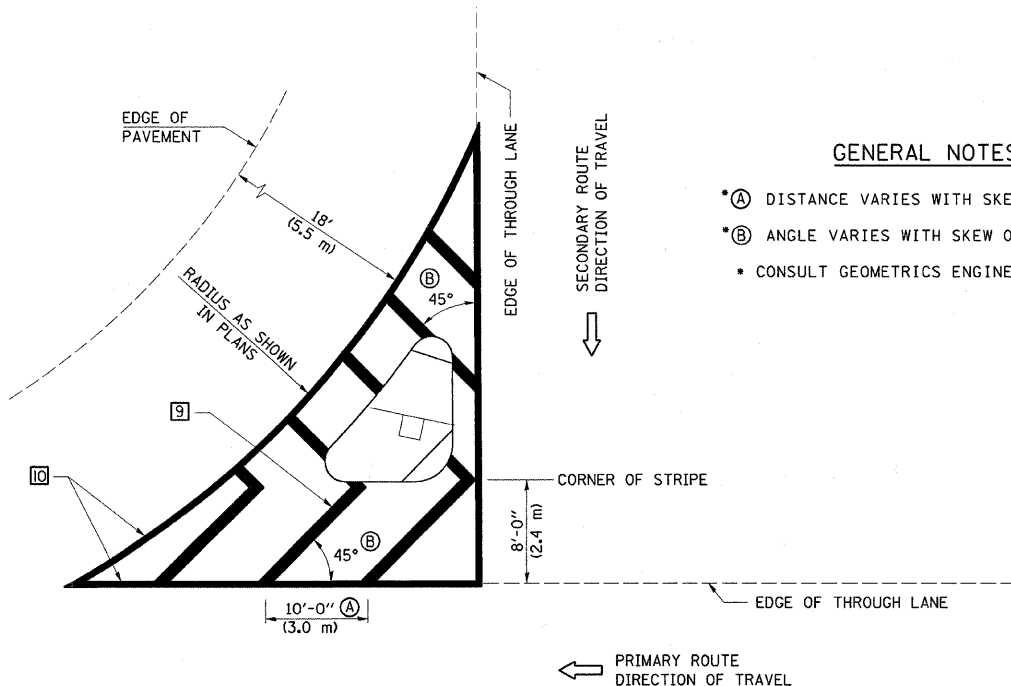 EDGE OF
PAVEMENT
18'
(5.5 m)
RADIUS AS SHOWN
IN PLANS
9
10
B
45°
45° B
10'-0" A
(3.0 m)
EDGE OF THROUGH LANE
SECONDARY ROUTE
DIRECTION OF TRAVEL
GENERAL NOTES
*A DISTANCE VARIES WITH SKE
*B ANGLE VARIES WITH SKEW O
* CONSULT GEOMETRICS ENGINE
CORNER OF STRIPE
8'-0"
(2.4 m)
EDGE OF THROUGH LANE
PRIMARY ROUTE
DIRECTION OF TRAVEL